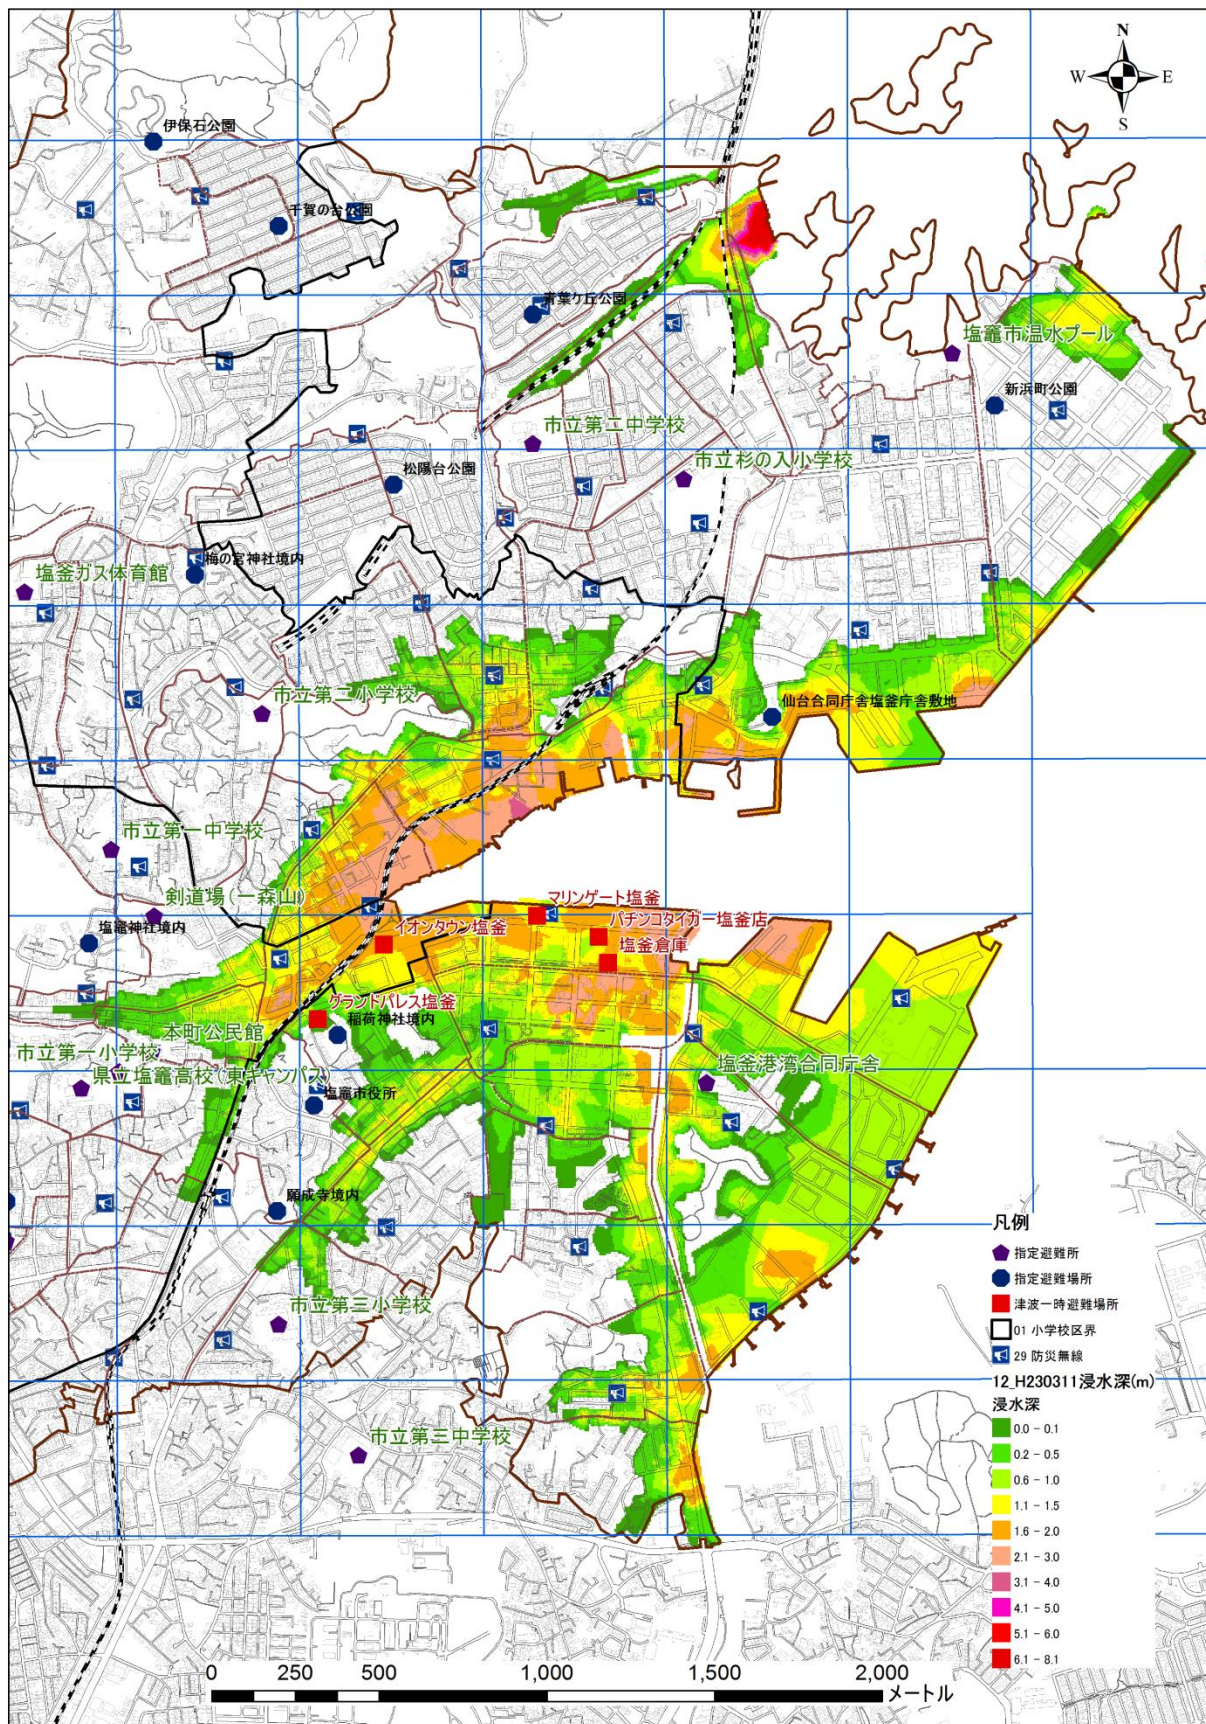 N
W E
S
伊保石公園
千賀の台公園
青葉ケ丘公園
塩竈市温水プール
新浜町公園
市立第二中学校
市立杉の入小学校
松陽台公園
梅の宮神社境内
塩釜ガス体育館
市立第二小学校
仙台合同庁舎塩釜庁舎敷地
市立第一中学校
剣道場(一森山)
マリンゲート塩釜
パチンコタイガー塩釜店
塩竈神社境内
イオンタウン塩釜
塩釜倉庫
グランドパレス塩釜
稲荷神社境内
本町公民館
市立第一小学校
塩釜港湾合同庁舎
県立塩竈高校(東キャンパス)
塩竈市役所
願成寺境内
市立第三小学校
市立第三中学校
凡例
指定避難所
指定避難場所
津波一時避難場所
01 小学校区界
29 防災無線
12_H230311浸水深(m)
浸水深
0.0 - 0.1
0.2 - 0.5
0.6 - 1.0
1.1 - 1.5
1.6 - 2.0
2.1 - 3.0
3.1 - 4.0
4.1 - 5.0
5.1 - 6.0
6.1 - 8.1
0 250 500 1,000 1,500 2,000
メートル